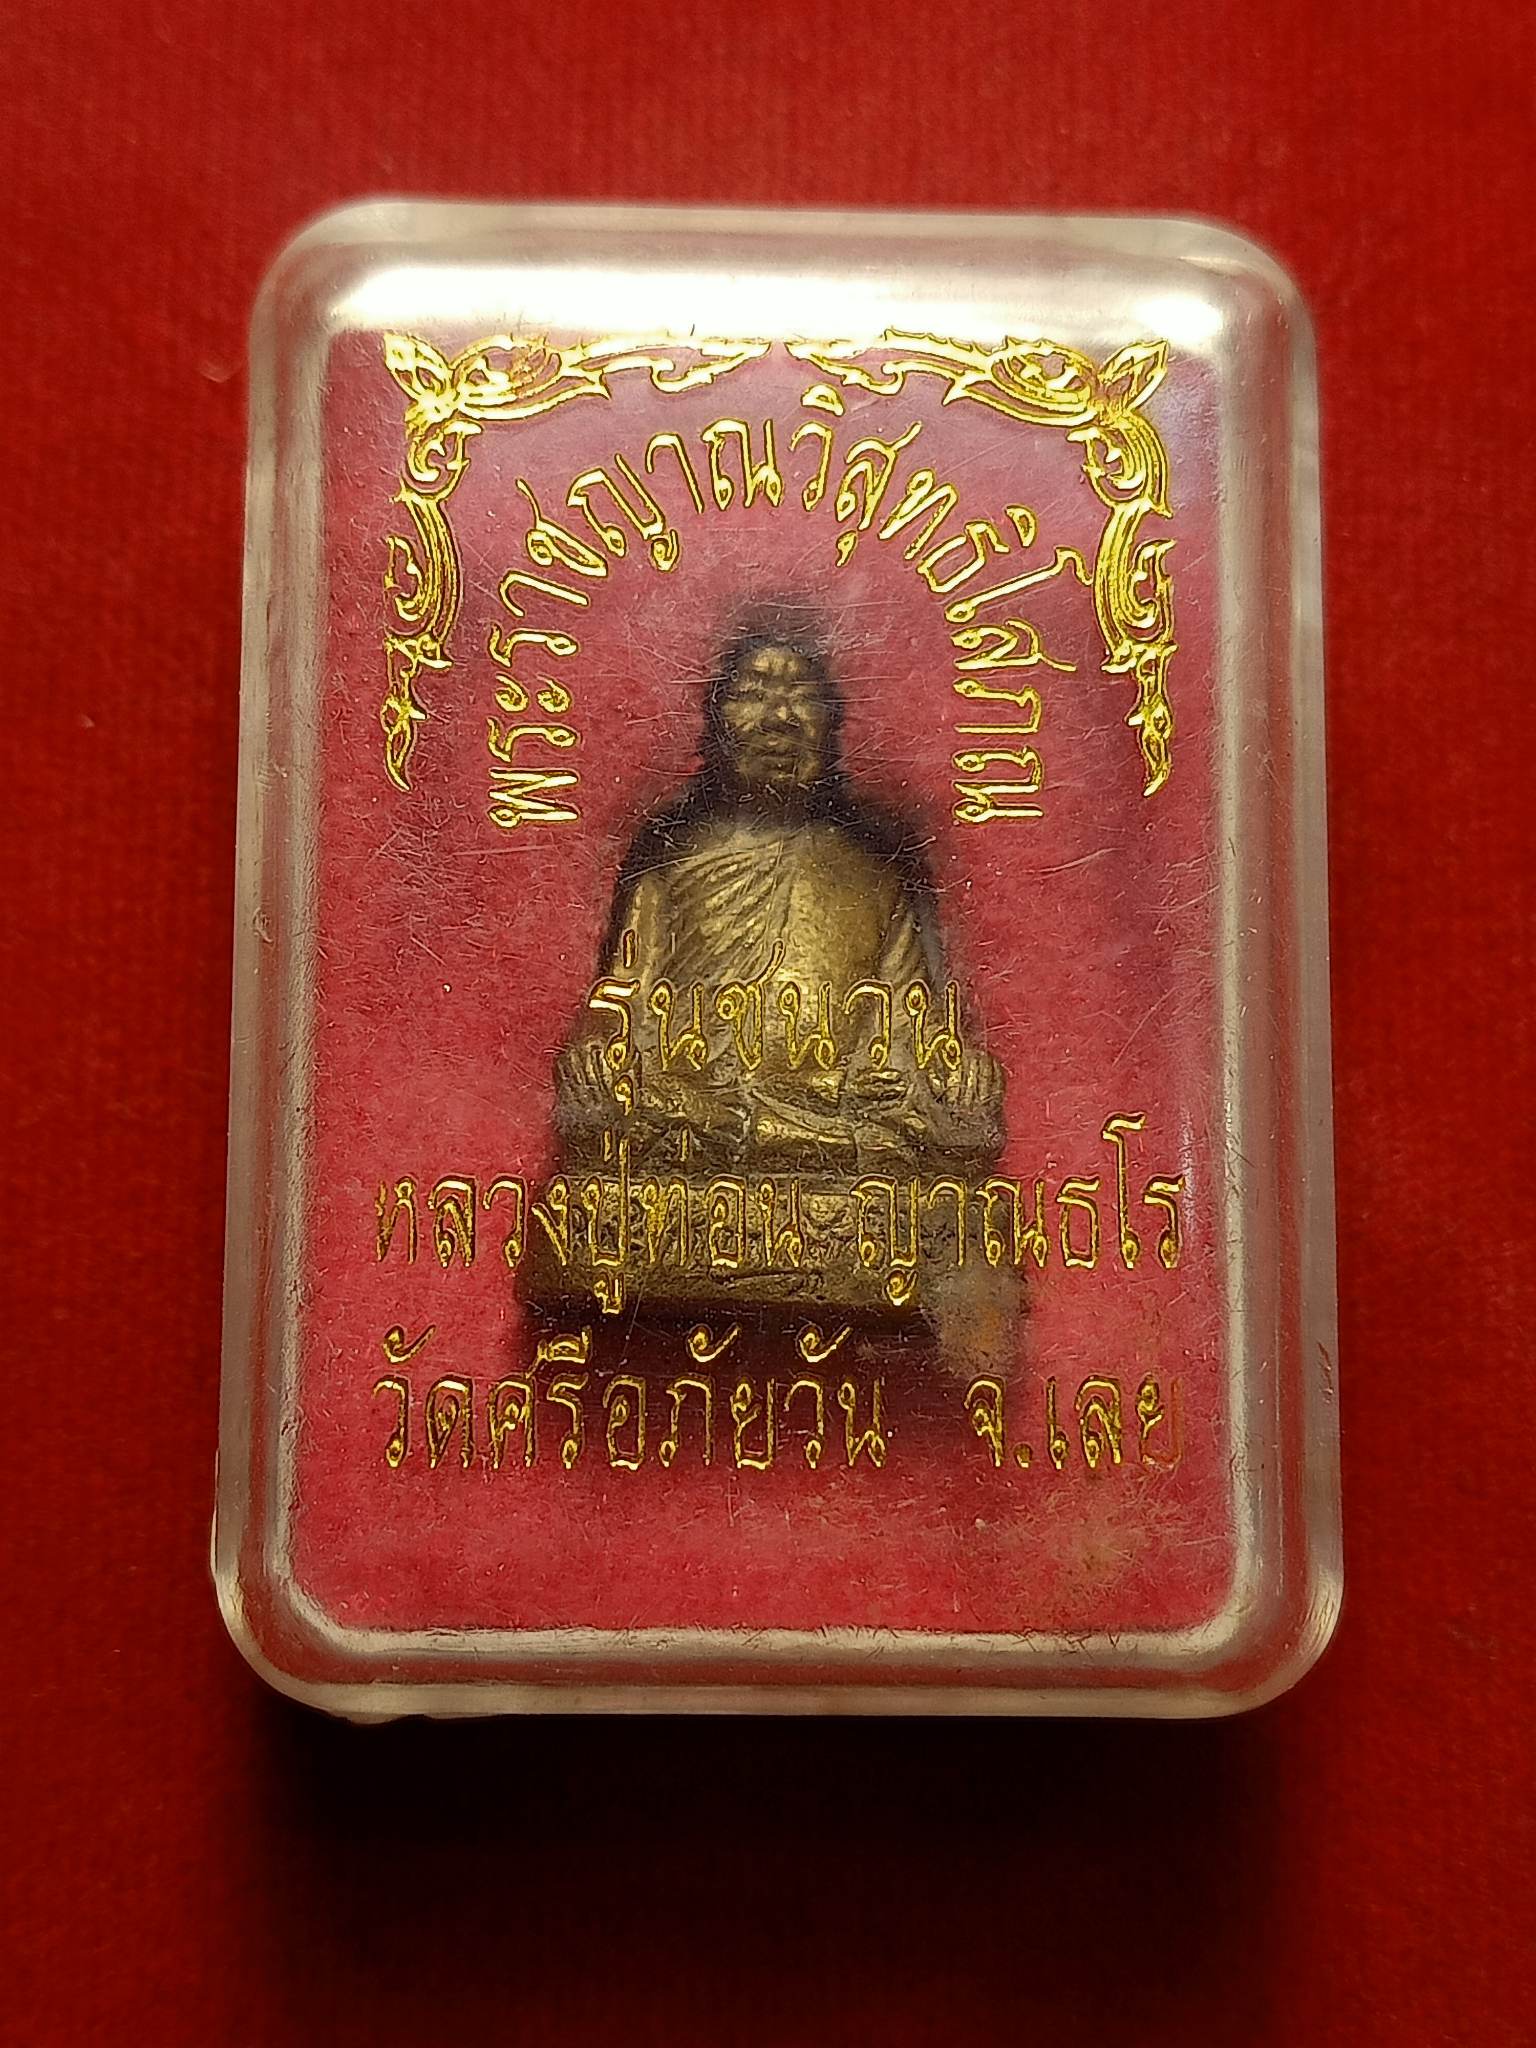 พระราชญาณวิสุทธิโสภณ
รุ่นชนวน
หลวงปู่ท่อน ญาณธโร
วัดศรีอภัยวัน จ.เลย